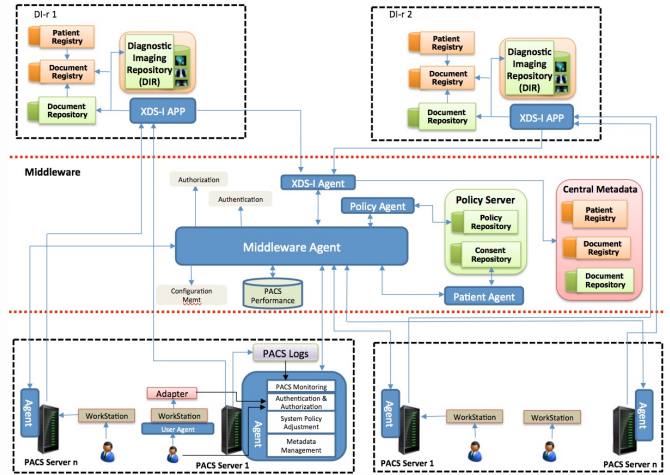 DI-r 1
Patient
Registry
Document
Registry
Document
Repository
Diagnostic
Imaging
Repository
(DIR)
XDS-I APP
DI-r 2
Patient
Registry
Document
Registry
Document
Repository
Diagnostic
Imaging
Repository
(DIR)
XDS-I APP
Middleware
Authorization
Authentication
XDS-I Agent
Policy Agent
Middleware Agent
Configuration
Memt
PACS
Performance
Policy Server
Policy
Repository
Consent
Repository
Patient Agent
Central Metadata
Patient
Registry
Document
Registry
Document
Repository
PACS Logs
Agent
PACS Monitoring
Authentication &
Authorization
System Policy
Adjustment
Metadata
Management
Adapter
WorkStation
WorkStation
User Agent
Agent
PACS Server n
PACS Server 1
Agent
WorkStation
WorkStation
Agent
PACS Server 1
PACS Server n